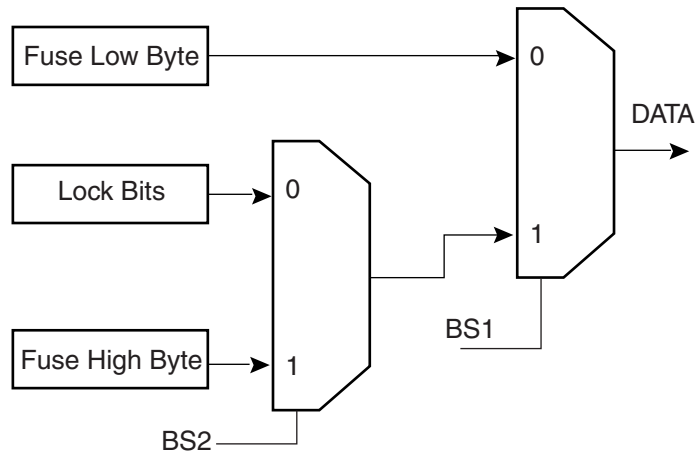 Fuse Low Byte
0
DATA
Lock Bits
0
1
BS1
Fuse High Byte
1
BS2